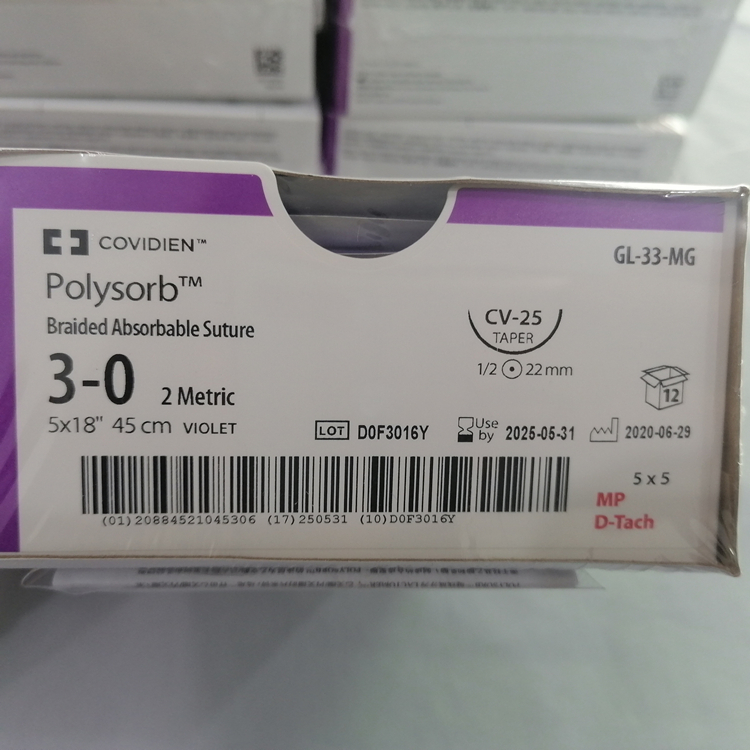 COVIDIEN™
GL-33-MG
Polysorb™
Braided Absorbable Suture
CV-25
TAPER
3-0 2 Metric
1/2 22mm
12
5x18" 45 cm VIOLET
LOT D0F3016Y
Use by 2025-05-31
2020-06-29
5 x 5
MP
D-Tach
(01)20884521045306 (17)250531 (10)D0F3016Y